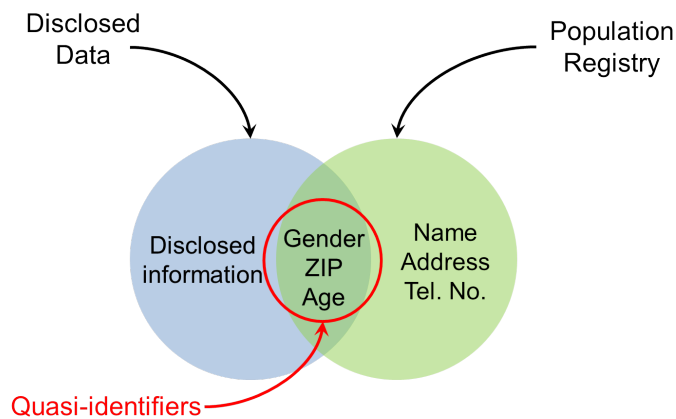 Disclosed
Data
Population
Registry
Disclosed
information
Gender
ZIP
Age
Name
Address
Tel. No.
Quasi-identifiers